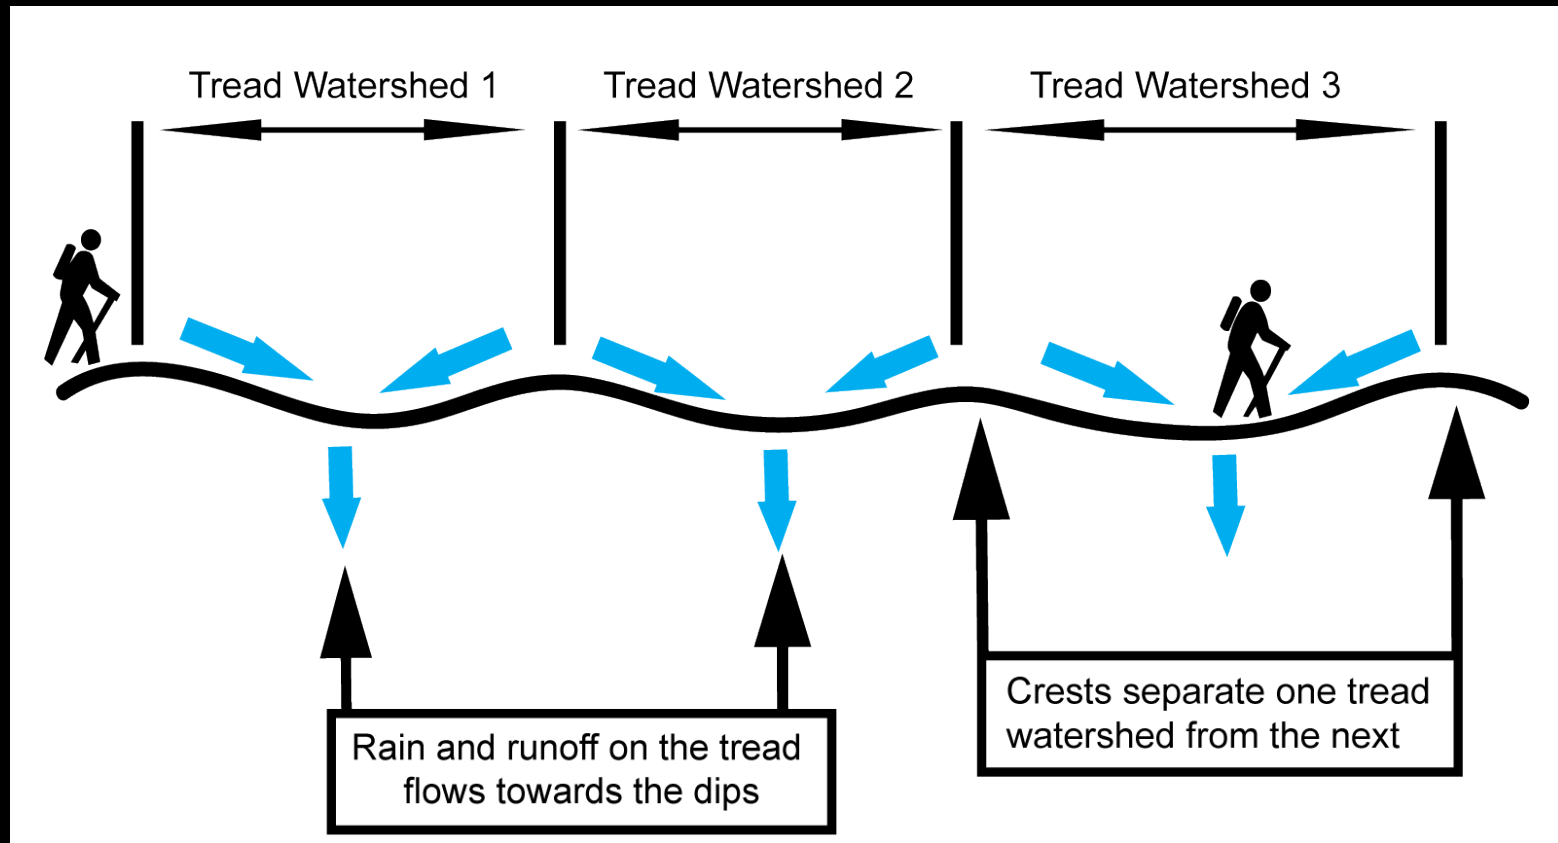 Tread Watershed 1
Tread Watershed 2
Tread Watershed 3
Rain and runoff on the tread
flows towards the dips
Crests separate one tread
watershed from the next